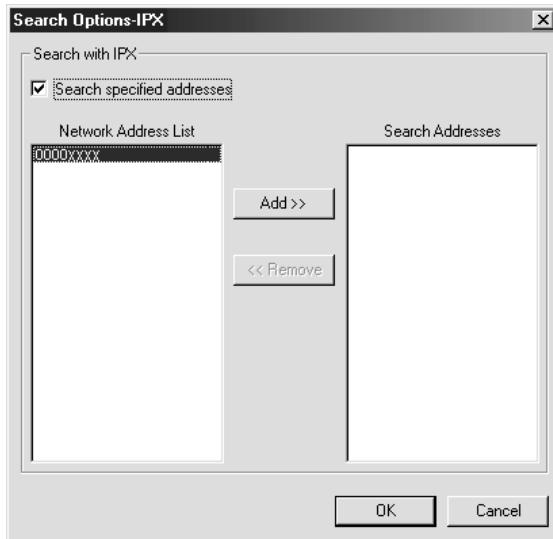 Search Options-IPX
Search with IPX
Search specified addresses
Network Address List
Search Addresses
0000xxxx
Add >>
<< Remove
OK
Cancel